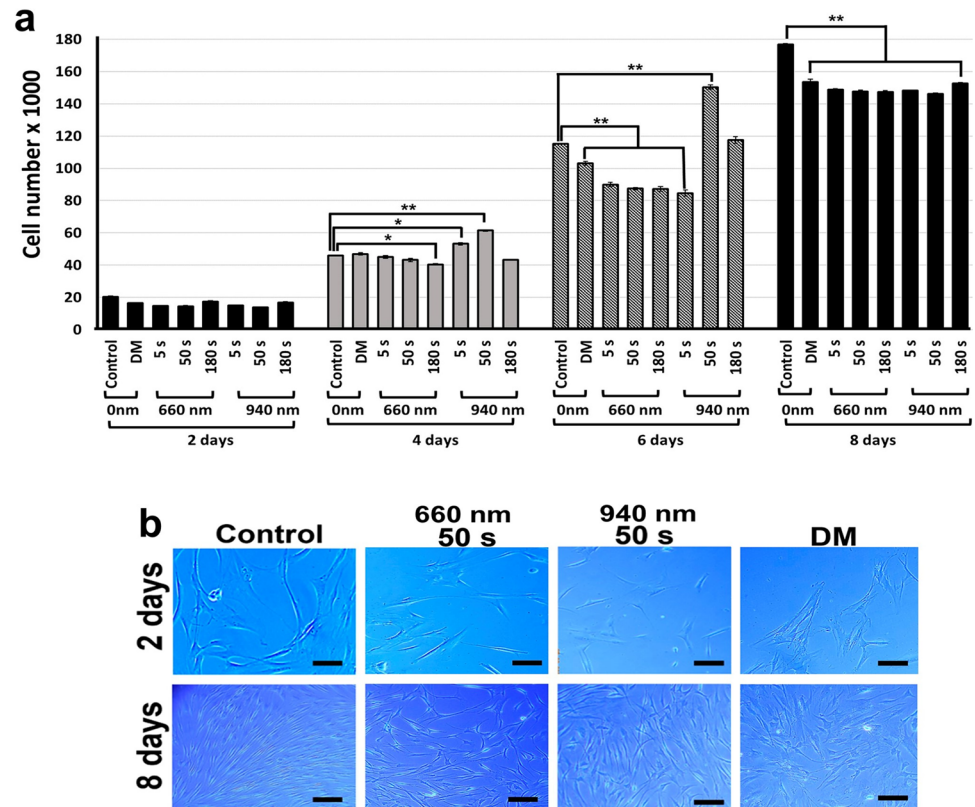 a
Cell number x 1000
180
160
140
120
100
80
60
40
20
0
*
*
**
**
**
**
Control DM 5 s 50 s 180 s 5 s 50 s 180 s Control DM 5 s 50 s 180 s 5 s 50 s 180 s Control DM 5 s 50 s 180 s 5 s 50 s 180 s Control DM 5 s 50 s 180 s 5 s 50 s 180 s
0nm 660 nm 940 nm 0nm 660 nm 940 nm 0nm 660 nm 940 nm 0nm 660 nm 940 nm
2 days 4 days 6 days 8 days
b
Control
660 nm
50 s
940 nm
50 s
DM
2 days
8 days